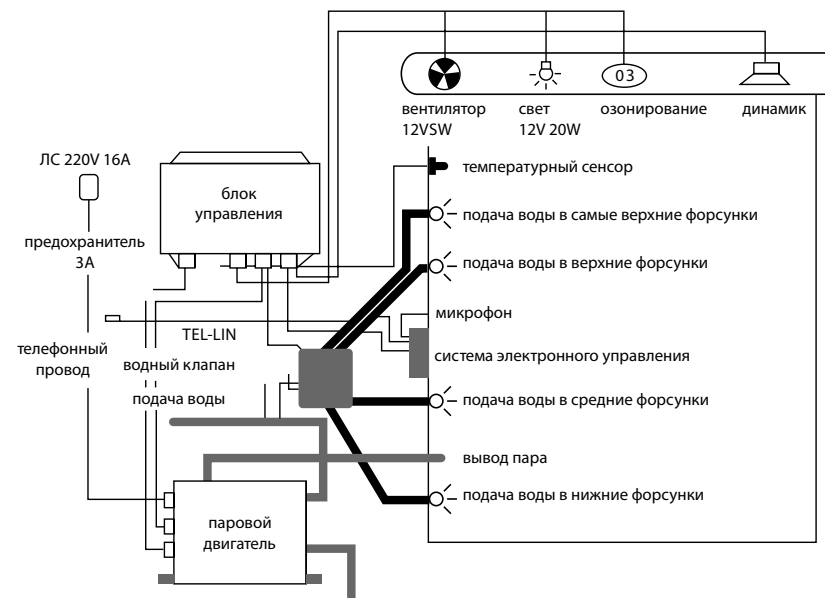 03
вентилятор
12VSW
свет
12V 20W
озонирование
динамик
ЛС 220V 16A
блок
управления
температурный сенсор
подача воды в самые верхние форсунки
предохранитель
3A
подача воды в верхние форсунки
микрофон
TEL-LIN
телефонный
провод
водный клапан
система электронного управления
подача воды
подача воды в средние форсунки
вывод пара
подача воды в нижние форсунки
паровой
двигатель